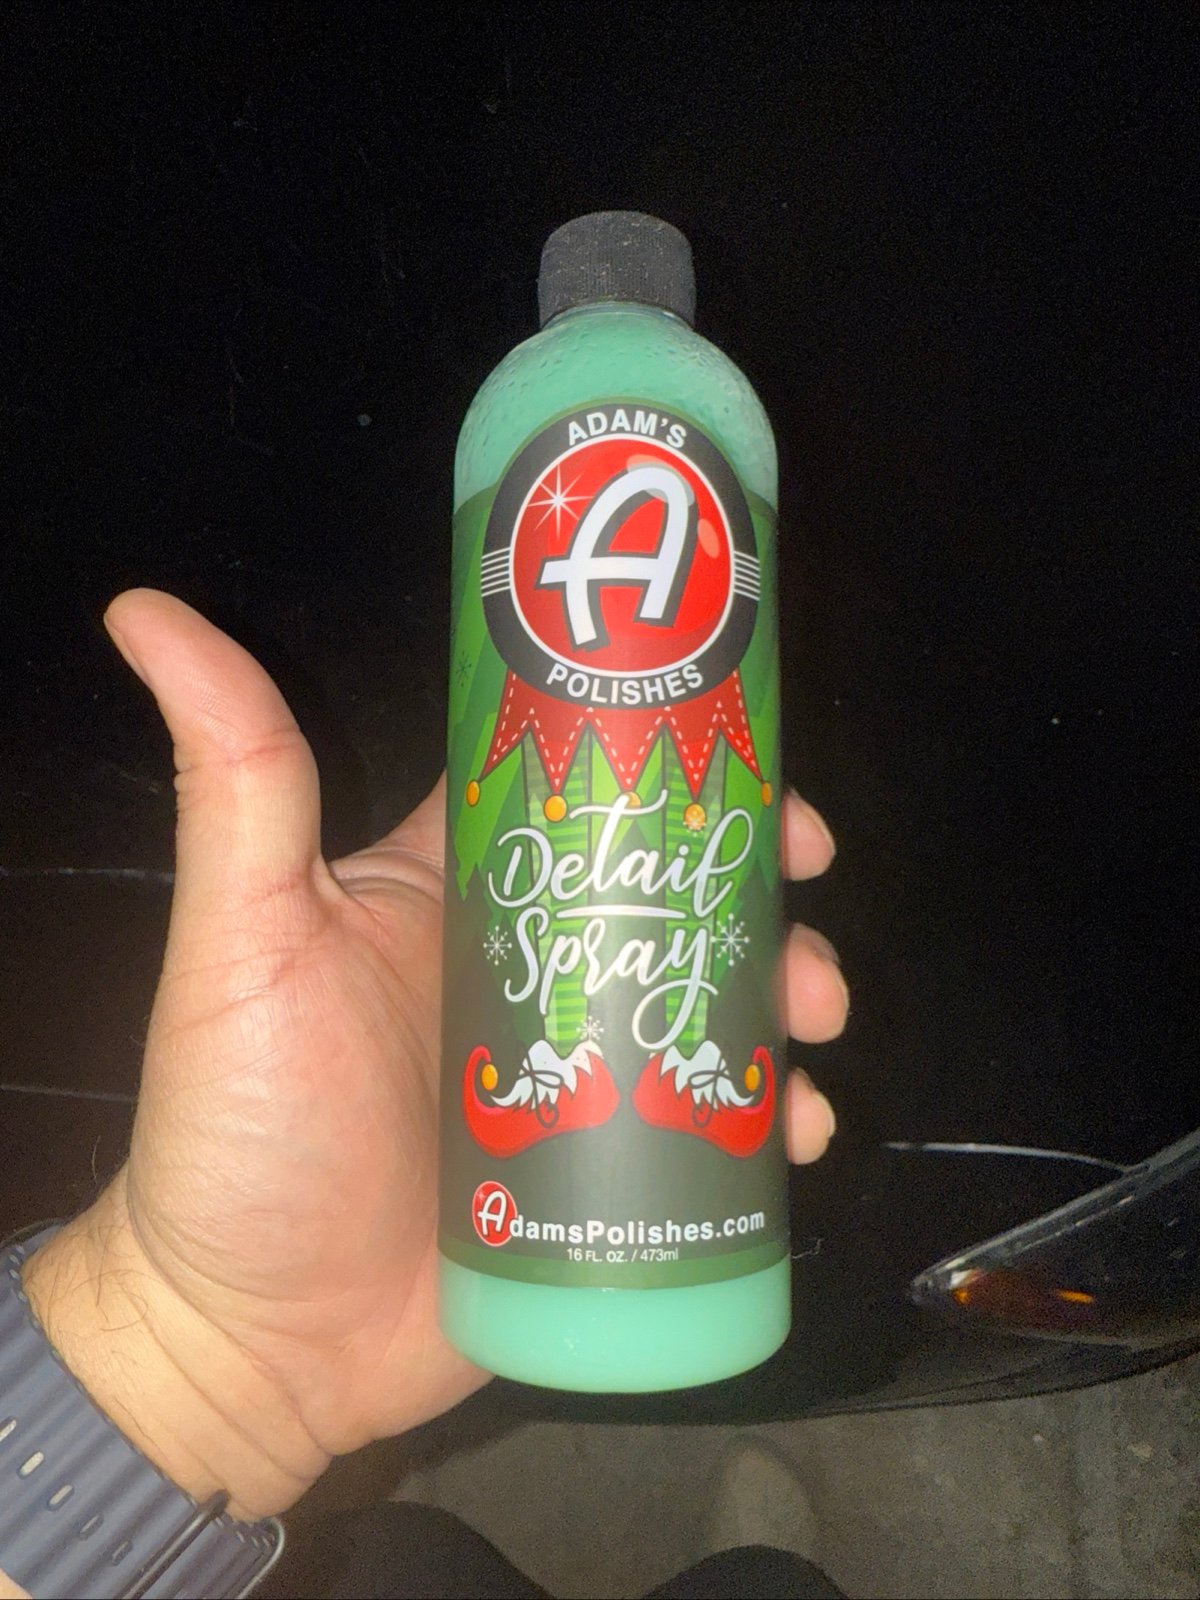 ADAM'S
A
POLISHES
Detail
Spray
AdamsPolishes.com
16 FL. OZ. / 473ml